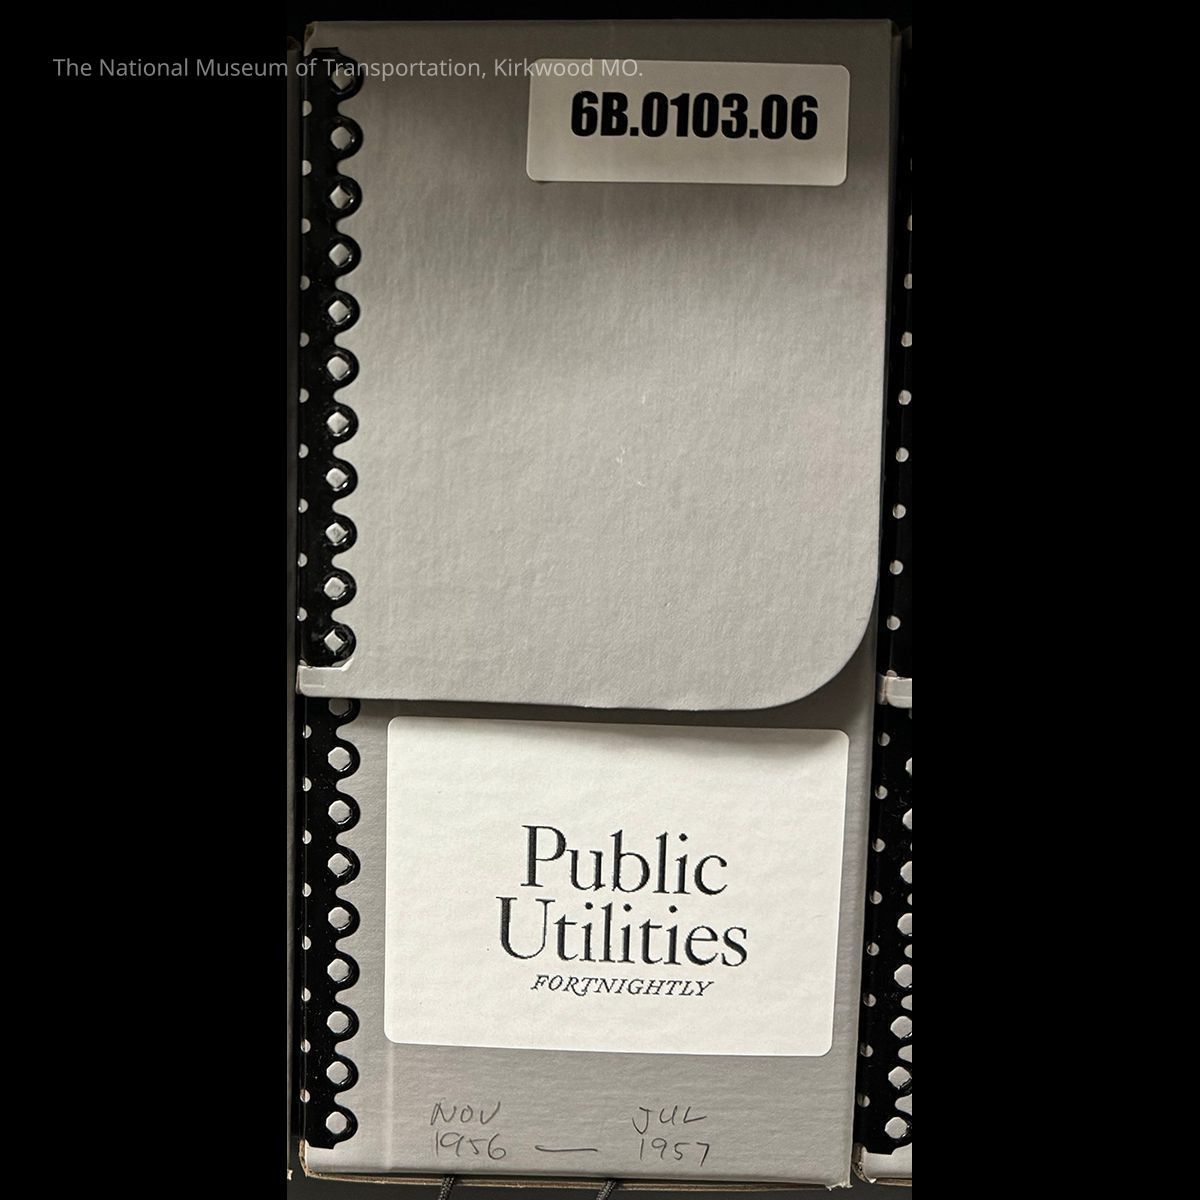 The National Museum of Transportation, Kirkwood MO.
6B.0103.06
Public
Utilities
FORTNIGHTLY
NOV JUL
1956 — 1957